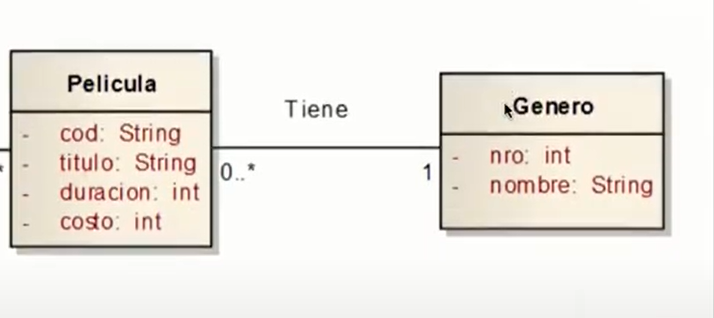 Pelicula
- cod: String
- titulo: String
- duracion: int
- costo: int
*
Tiene
0..*
1
Genero
- nro: int
- nombre: String